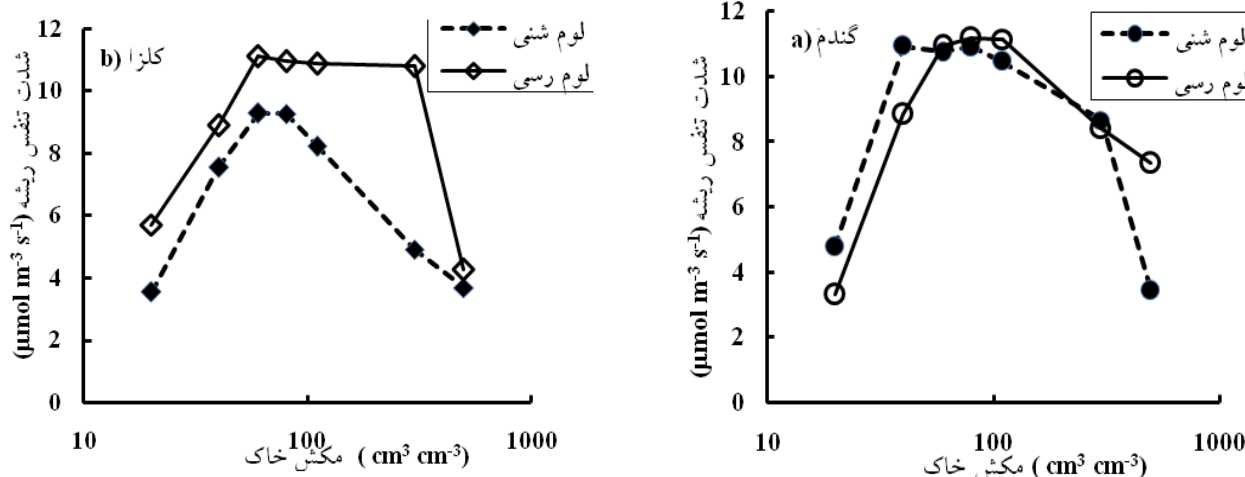 b) کلزا
لوم شنی
لوم رسی
شدت تنفس ریشه (µmol m-3 s-1)
12
10
8
6
4
2
0
10
100
1000
مکش خاک ( cm3 cm-3 )
a) گندم
لوم شنی
لوم رسی
شدت تنفس ریشه (µmol m-3 s-1)
12
10
8
6
4
2
0
10
100
1000
مکش خاک ( cm3 cm-3 )